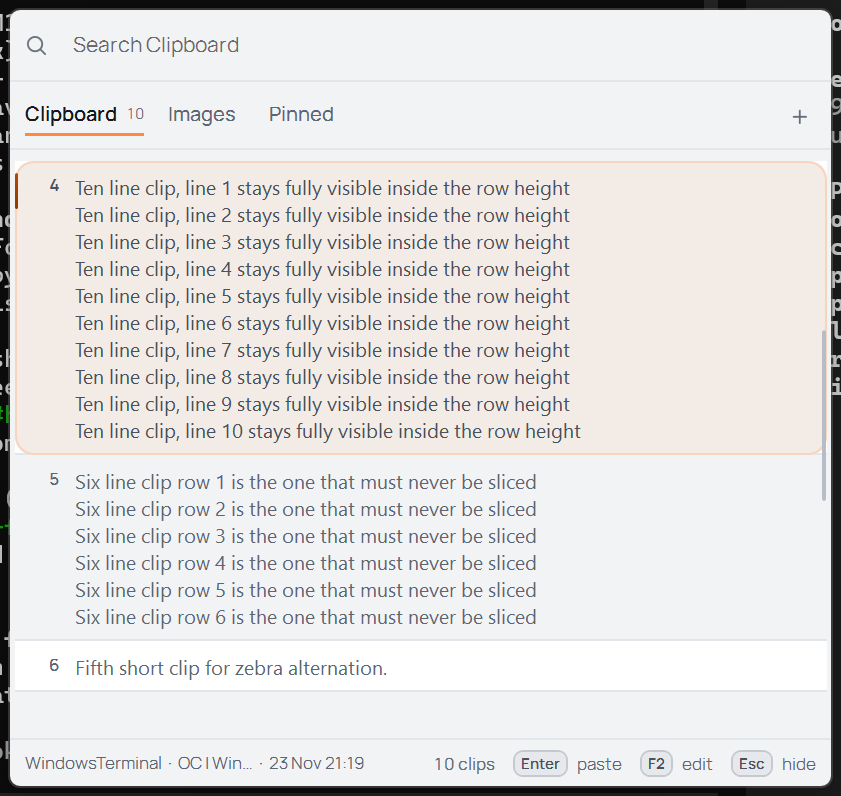 Search Clipboard
Clipboard 10 Images Pinned +
4 Ten line clip, line 1 stays fully visible inside the row height
Ten line clip, line 2 stays fully visible inside the row height
Ten line clip, line 3 stays fully visible inside the row height
Ten line clip, line 4 stays fully visible inside the row height
Ten line clip, line 5 stays fully visible inside the row height
Ten line clip, line 6 stays fully visible inside the row height
Ten line clip, line 7 stays fully visible inside the row height
Ten line clip, line 8 stays fully visible inside the row height
Ten line clip, line 9 stays fully visible inside the row height
Ten line clip, line 10 stays fully visible inside the row height
5 Six line clip row 1 is the one that must never be sliced
Six line clip row 2 is the one that must never be sliced
Six line clip row 3 is the one that must never be sliced
Six line clip row 4 is the one that must never be sliced
Six line clip row 5 is the one that must never be sliced
Six line clip row 6 is the one that must never be sliced
6 Fifth short clip for zebra alternation.
WindowsTerminal · OC | Win... · 23 Nov 21:19 10 clips Enter paste F2 edit Esc hide